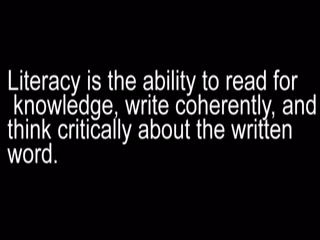 Literacy is the ability to read for
knowledge, write coherently, and
think critically about the written
word.